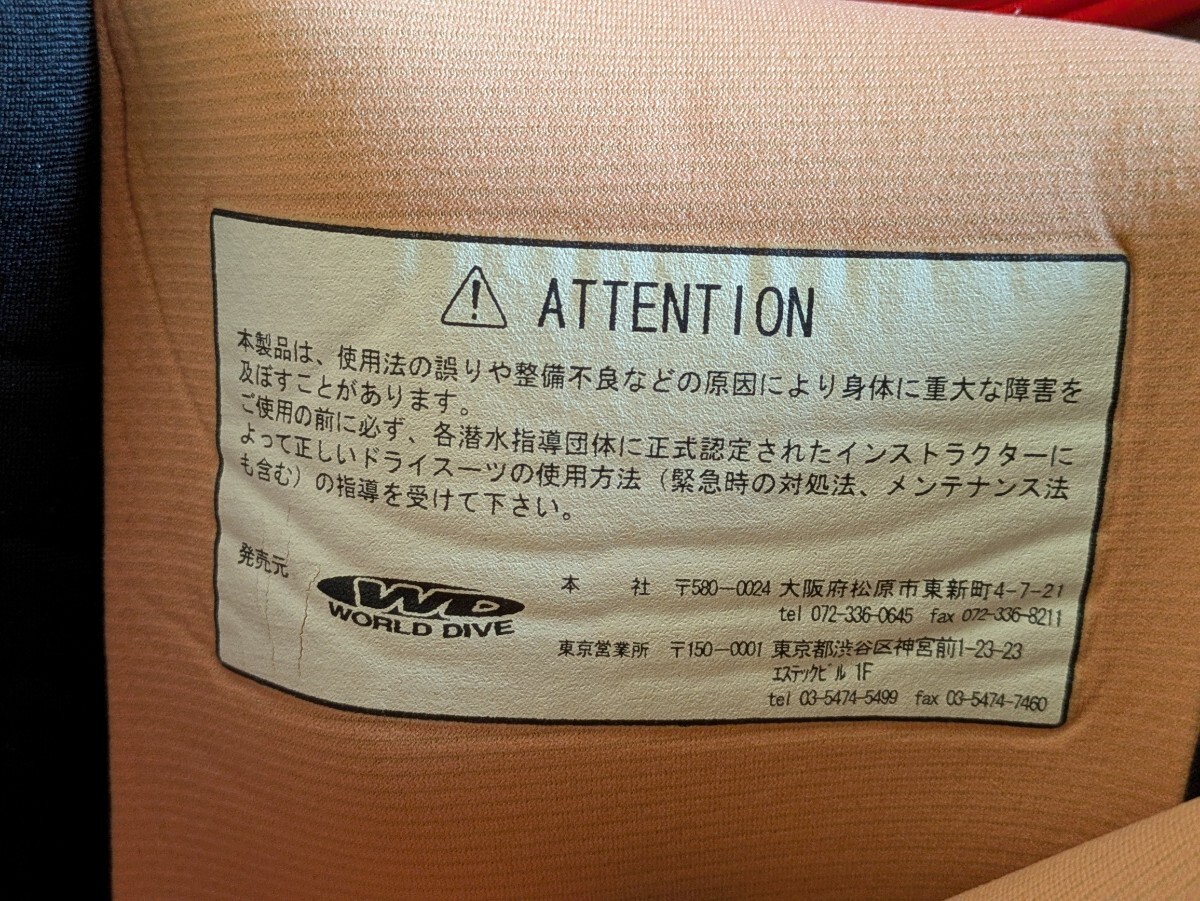 ATTENTION
本製品は、使用法の誤りや整備不良などの原因により身体に重大な障害を
及ぼすことがあります。
ご使用の前に必ず、各潜水指導団体に正式認定されたインストラクターに
よって正しいドライスーツの使用方法（緊急時の対処法、メンテナンス法
も含む）の指導を受けて下さい。
発売元
WD
WORLD DIVE
本 社 〒580-0024 大阪府松原市東新町4-7-21
tel 072-336-0645 fax 072-336-8211
東京営業所 〒150-0001 東京都渋谷区神宮前1-23-23
ｴｽﾃｯｸﾋﾞﾙ 1F
tel 03-5474-5499 fax 03-5474-7460